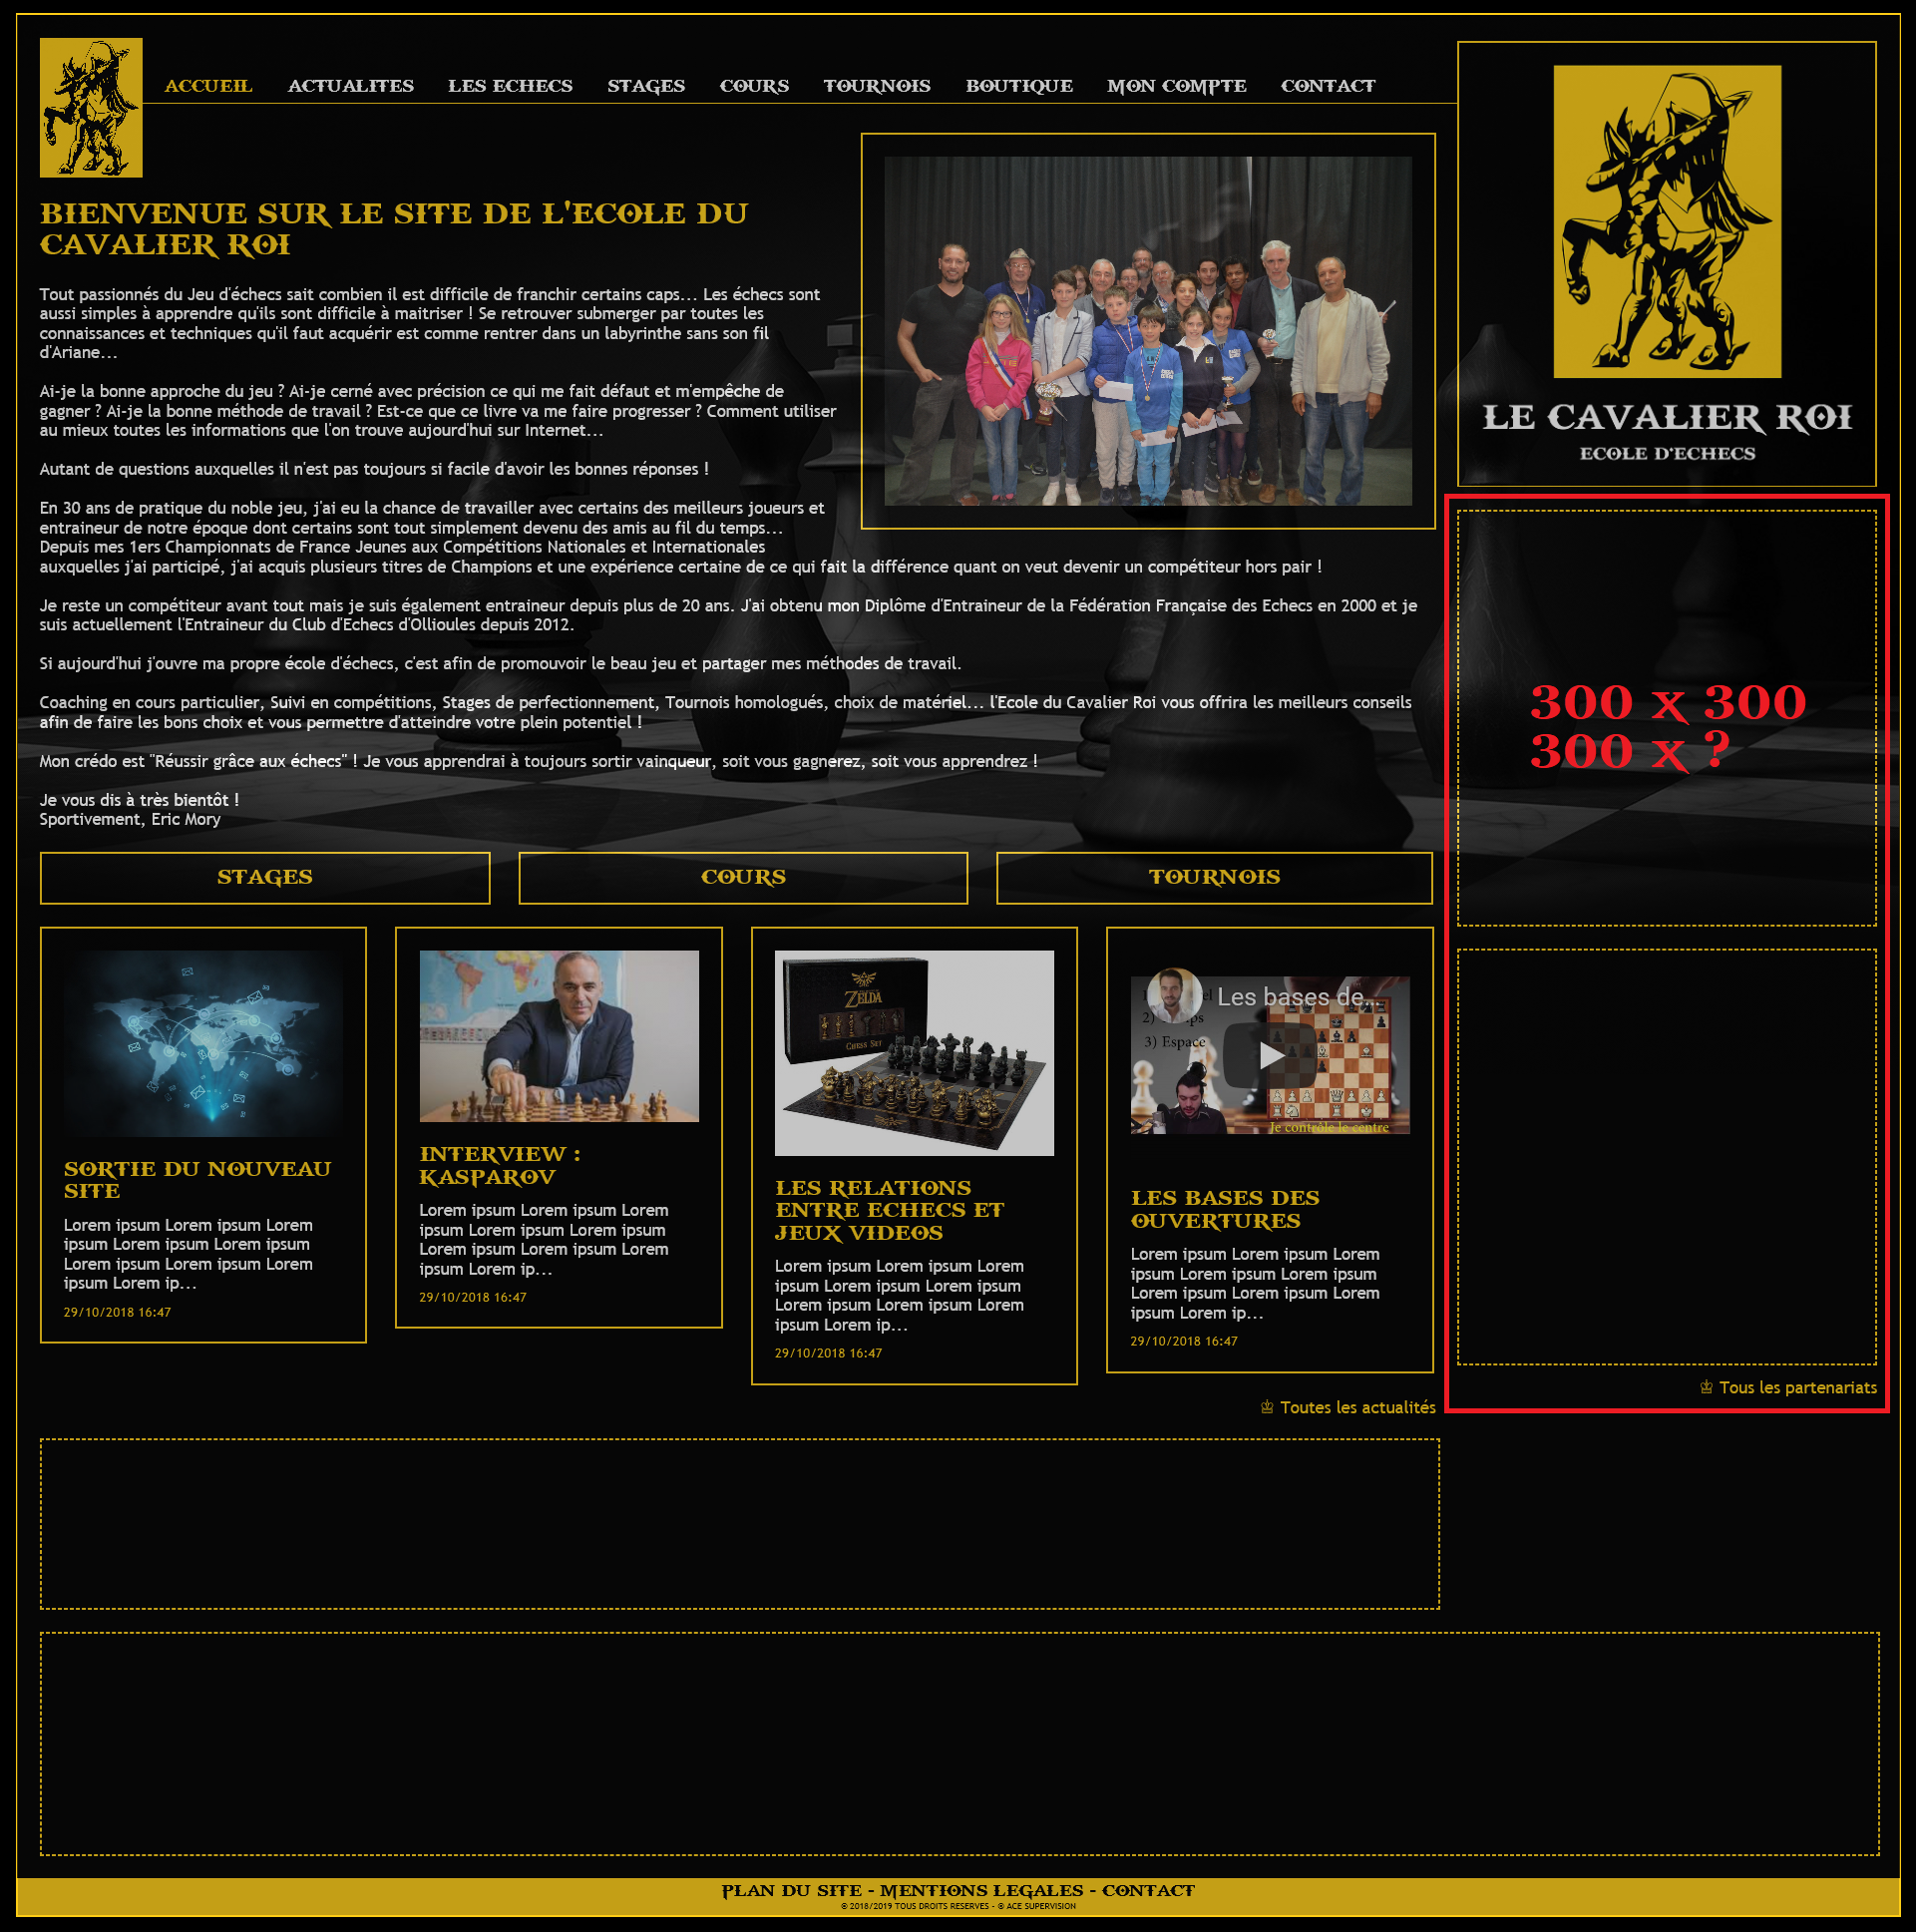 ACCUEIL ACTUALITES LES ECHECS STAGES COURS TOURNOIS BOUTIQUE MON COMPTE CONTACT
LE CAVALIER ROI
ECOLE D'ECHECS
BIENVENUE SUR LE SITE DE L'ECOLE DU
CAVALIER ROI
Tout passionnés du Jeu d'échecs sait combien il est difficile de franchir certains caps... Les échecs sont
aussi simples à apprendre qu'ils sont difficile à maitriser ! Se retrouver submerger par toutes les
connaissances et techniques qu'il faut acquérir est comme rentrer dans un labyrinthe sans son fil
d'Ariane...
Ai-je la bonne approche du jeu ? Ai-je cerné avec précision ce qui me fait défaut et m'empêche de
gagner ? Ai-je la bonne méthode de travail ? Est-ce que ce livre va me faire progresser ? Comment utiliser
au mieux toutes les informations que l'on trouve aujourd'hui sur Internet...
Autant de questions auxquelles il n'est pas toujours si facile d'avoir les bonnes réponses !
En 30 ans de pratique du noble jeu, j'ai eu la chance de travailler avec certains des meilleurs joueurs et
entraineur de notre époque dont certains sont tout simplement devenu des amis au fil du temps...
Depuis mes 1ers Championnats de France Jeunes aux Compétitions Nationales et Internationales
auxquelles j'ai participé, j'ai acquis plusieurs titres de Champions et une expérience certaine de ce qui fait la différence quant on veut devenir un compétiteur hors pair !
Je reste un compétiteur avant tout mais je suis également entraineur depuis plus de 20 ans. J'ai obtenu mon Diplôme d'Entraineur de la Fédération Française des Echecs en 2000 et je
suis actuellement l'Entraineur du Club d'Echecs d'Ollioules depuis 2012.
Si aujourd'hui j'ouvre ma propre école d'échecs, c'est afin de promouvoir le beau jeu et partager mes méthodes de travail.
Coaching en cours particulier, Suivi en compétitions, Stages de perfectionnement, Tournois homologués, choix de matériel... l'Ecole du Cavalier Roi vous offrira les meilleurs conseils
afin de faire les bons choix et vous permettre d'atteindre votre plein potentiel !
Mon crédo est "Réussir grâce aux échecs" ! Je vous apprendrai à toujours sortir vainqueur, soit vous gagnerez, soit vous apprendrez !
Je vous dis à très bientôt !
Sportivement, Eric Mory
300 x 300
300 x ?
STAGES
COURS
TOURNOIS
SORTIE DU NOUVEAU
SITE
Lorem ipsum Lorem ipsum Lorem
ipsum Lorem ipsum Lorem ipsum
Lorem ipsum Lorem ipsum Lorem
ipsum Lorem ip...
29/10/2018 16:47
INTERVIEW :
KASPAROV
Lorem ipsum Lorem ipsum Lorem
ipsum Lorem ipsum Lorem ipsum
Lorem ipsum Lorem ipsum Lorem
ipsum Lorem ip...
29/10/2018 16:47
ZELDA
CHESS SET
LES RELATIONS
ENTRE ECHECS ET
JEUX VIDEOS
Lorem ipsum Lorem ipsum Lorem
ipsum Lorem ipsum Lorem ipsum
Lorem ipsum Lorem ipsum Lorem
ipsum Lorem ip...
29/10/2018 16:47
Les bases de...
3) Espace
Je contrôle le centre
LES BASES DES
OUVERTURES
Lorem ipsum Lorem ipsum Lorem
ipsum Lorem ipsum Lorem ipsum
Lorem ipsum Lorem ipsum Lorem
ipsum Lorem ip...
29/10/2018 16:47
♔ Toutes les actualités
♔ Tous les partenariats
PLAN DU SITE - MENTIONS LEGALES - CONTACT
© 2018/2019 TOUS DROITS RESERVES - © ACE SUPERVISION